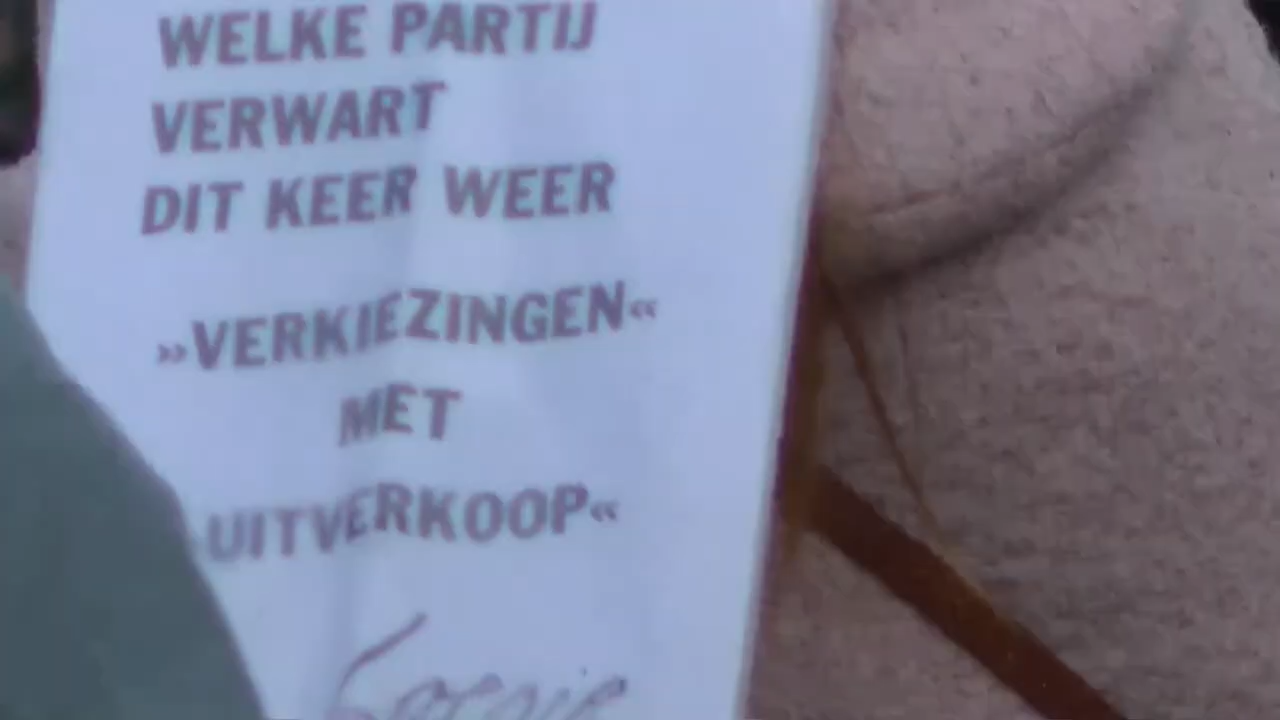 WELKE PARTIJ
VERWART
DIT KEER WEER
»VERKIEZINGEN«
MET
UITVERKOOP«